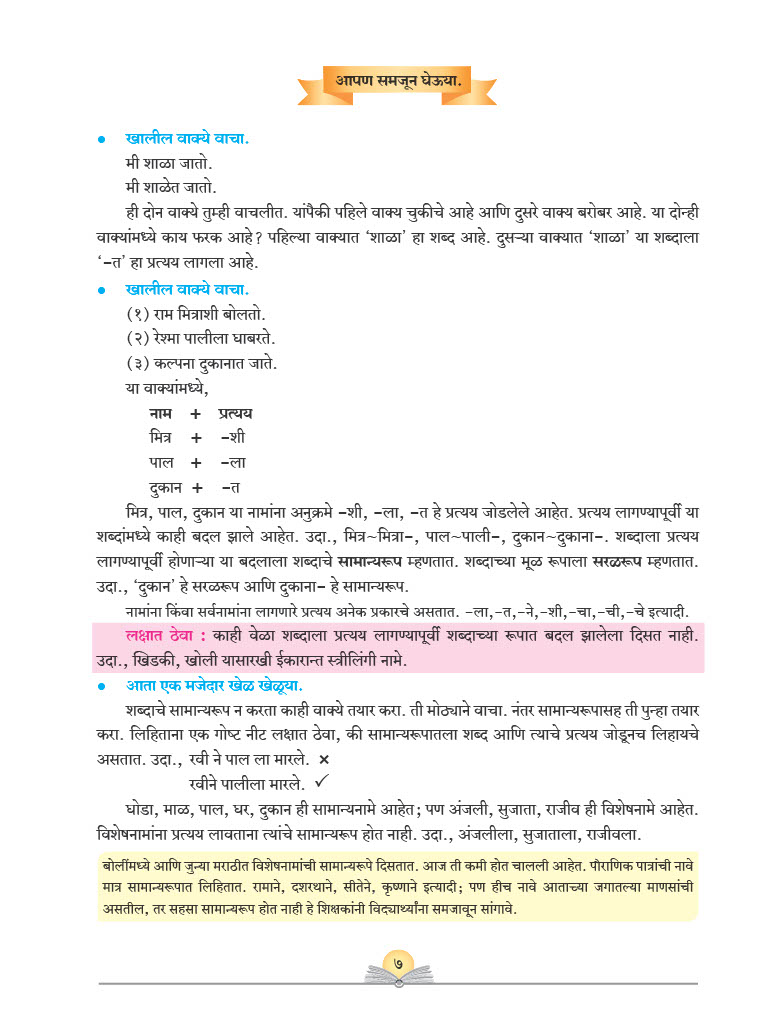 आपण समजून घेऊया.
• खालील वाक्ये वाचा.
मी शाळा जातो.
मी शाळेत जातो.
ही दोन वाक्ये तुम्ही वाचलीत. यांपैकी पहिले वाक्य चुकीचे आहे आणि दुसरे वाक्य बरोबर आहे. या दोन्ही
वाक्यांमध्ये काय फरक आहे? पहिल्या वाक्यात ‘शाळा’ हा शब्द आहे. दुसऱ्या वाक्यात ‘शाळा’ या शब्दाला
‘–त’ हा प्रत्यय लागला आहे.
• खालील वाक्ये वाचा.
(१) राम मित्राशी बोलतो.
(२) रेश्मा पालीला घाबरते.
(३) कल्पना दुकानात जाते.
या वाक्यांमध्ये,
नाम + प्रत्यय
मित्र + –शी
पाल + –ला
दुकान + –त
मित्र, पाल, दुकान या नामांना अनुक्रमे –शी, –ला, –त हे प्रत्यय जोडलेले आहेत. प्रत्यय लागण्यापूर्वी या
शब्दांमध्ये काही बदल झाले आहेत. उदा., मित्र~मित्रा–, पाल~पाली–, दुकान~दुकाना–. शब्दाला प्रत्यय
लागण्यापूर्वी होणाऱ्या या बदलाला शब्दाचे सामान्यरूप म्हणतात. शब्दाच्या मूळ रूपाला सरळरूप म्हणतात.
उदा., ‘दुकान’ हे सरळरूप आणि दुकाना– हे सामान्यरूप.
नामांना किंवा सर्वनामांना लागणारे प्रत्यय अनेक प्रकारचे असतात. –ला,–त,–ने,–शी,–चा,–ची,–चे इत्यादी.
लक्षात ठेवा : काही वेळा शब्दाला प्रत्यय लागण्यापूर्वी शब्दाच्या रूपात बदल झालेला दिसत नाही.
उदा., खिडकी, खोली यासारखी ईकारान्त स्त्रीलिंगी नामे.
• आता एक मजेदार खेळ खेळूया.
शब्दाचे सामान्यरूप न करता काही वाक्ये तयार करा. ती मोठ्याने वाचा. नंतर सामान्यरूपासह ती पुन्हा तयार
करा. लिहिताना एक गोष्ट नीट लक्षात ठेवा, की सामान्यरूपातला शब्द आणि त्याचे प्रत्यय जोडूनच लिहायचे
असतात. उदा., रवी ने पाल ला मारले. ×
रवीने पालीला मारले. ✓
घोडा, माळ, पाल, घर, दुकान ही सामान्यनामे आहेत; पण अंजली, सुजाता, राजीव ही विशेषनामे आहेत.
विशेषनामांना प्रत्यय लावताना त्यांचे सामान्यरूप होत नाही. उदा., अंजलीला, सुजाताला, राजीवला.
बोलींमध्ये आणि जुन्या मराठीत विशेषनामांची सामान्यरूपे दिसतात. आज ती कमी होत चालली आहेत. पौराणिक पात्रांची नावे
मात्र सामान्यरूपात लिहितात. रामाने, दशरथाने, सीतेने, कृष्णाने इत्यादी; पण हीच नावे आताच्या जगातल्या माणसांची
असतील, तर सहसा सामान्यरूप होत नाही हे शिक्षकांनी विद्यार्थ्यांना समजावून सांगावे.
७